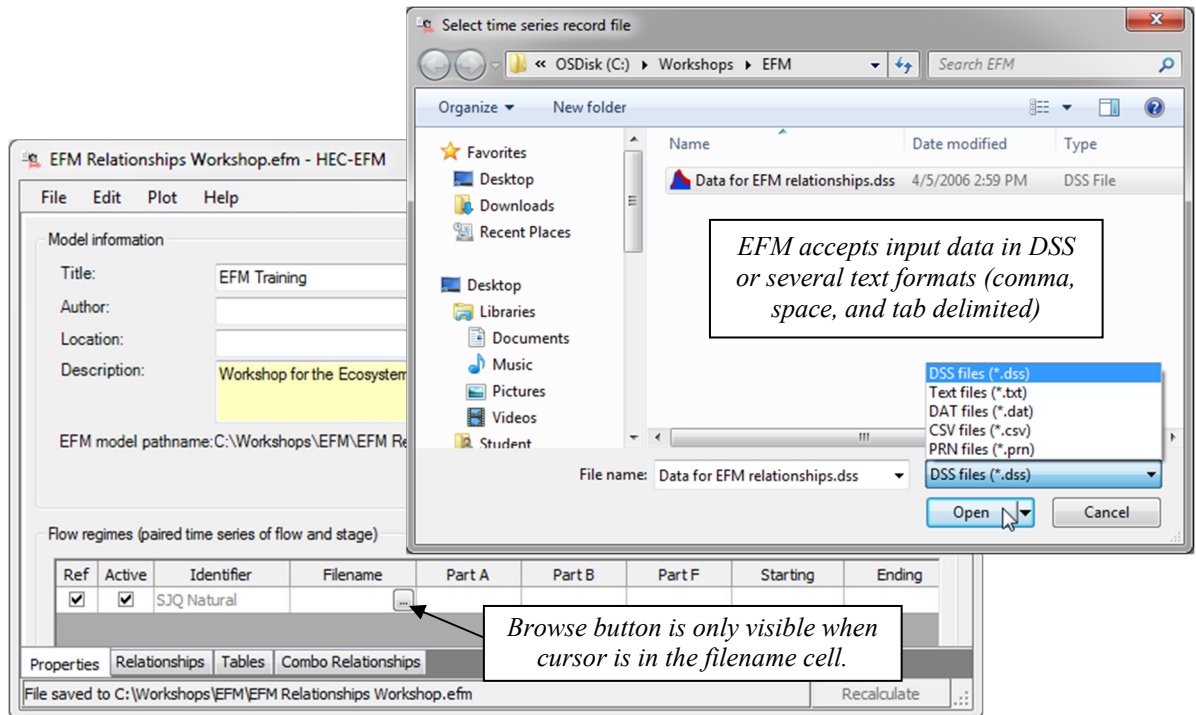 Select time series record file
« OSDisk (C:) ▸ Workshops ▸ EFM
Search EFM
Organize ▾ New folder
Favorites
Desktop
Downloads
Recent Places
Desktop
Libraries
Documents
Music
Pictures
Videos
Student
Name Date modified Type
Data for EFM relationships.dss 4/5/2006 2:59 PM DSS File
EFM accepts input data in DSS
or several text formats (comma,
space, and tab delimited)
DSS files (*.dss)
Text files (*.txt)
DAT files (*.dat)
CSV files (*.csv)
PRN files (*.prn)
File name: Data for EFM relationships.dss DSS files (*.dss)
Open Cancel
EFM Relationships Workshop.efm - HEC-EFM
File Edit Plot Help
Model information
Title: EFM Training
Author:
Location:
Description: Workshop for the Ecosystem
EFM model pathname: C:\Workshops\EFM\EFM Re
Flow regimes (paired time series of flow and stage)
Ref Active Identifier Filename Part A Part B Part F Starting Ending
SJQ Natural ...
Browse button is only visible when
cursor is in the filename cell.
Properties Relationships Tables Combo Relationships
File saved to C:\Workshops\EFM\EFM Relationships Workshop.efm Recalculate